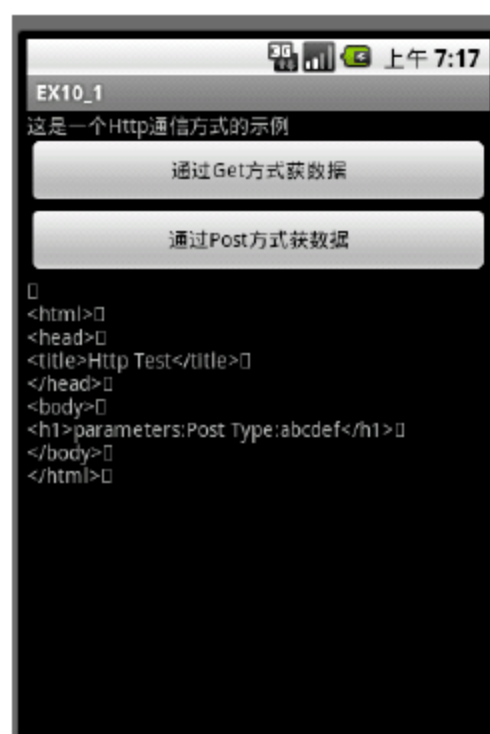 3G
上午 7:17
EX10_1
这是一个Http通信方式的示例
通过Get方式获数据
通过Post方式获数据
▯
<html>▯
<head>▯
<title>Http Test</title>▯
</head>▯
<body>▯
<h1>parameters:Post Type:abcdef</h1>▯
</body>▯
</html>▯